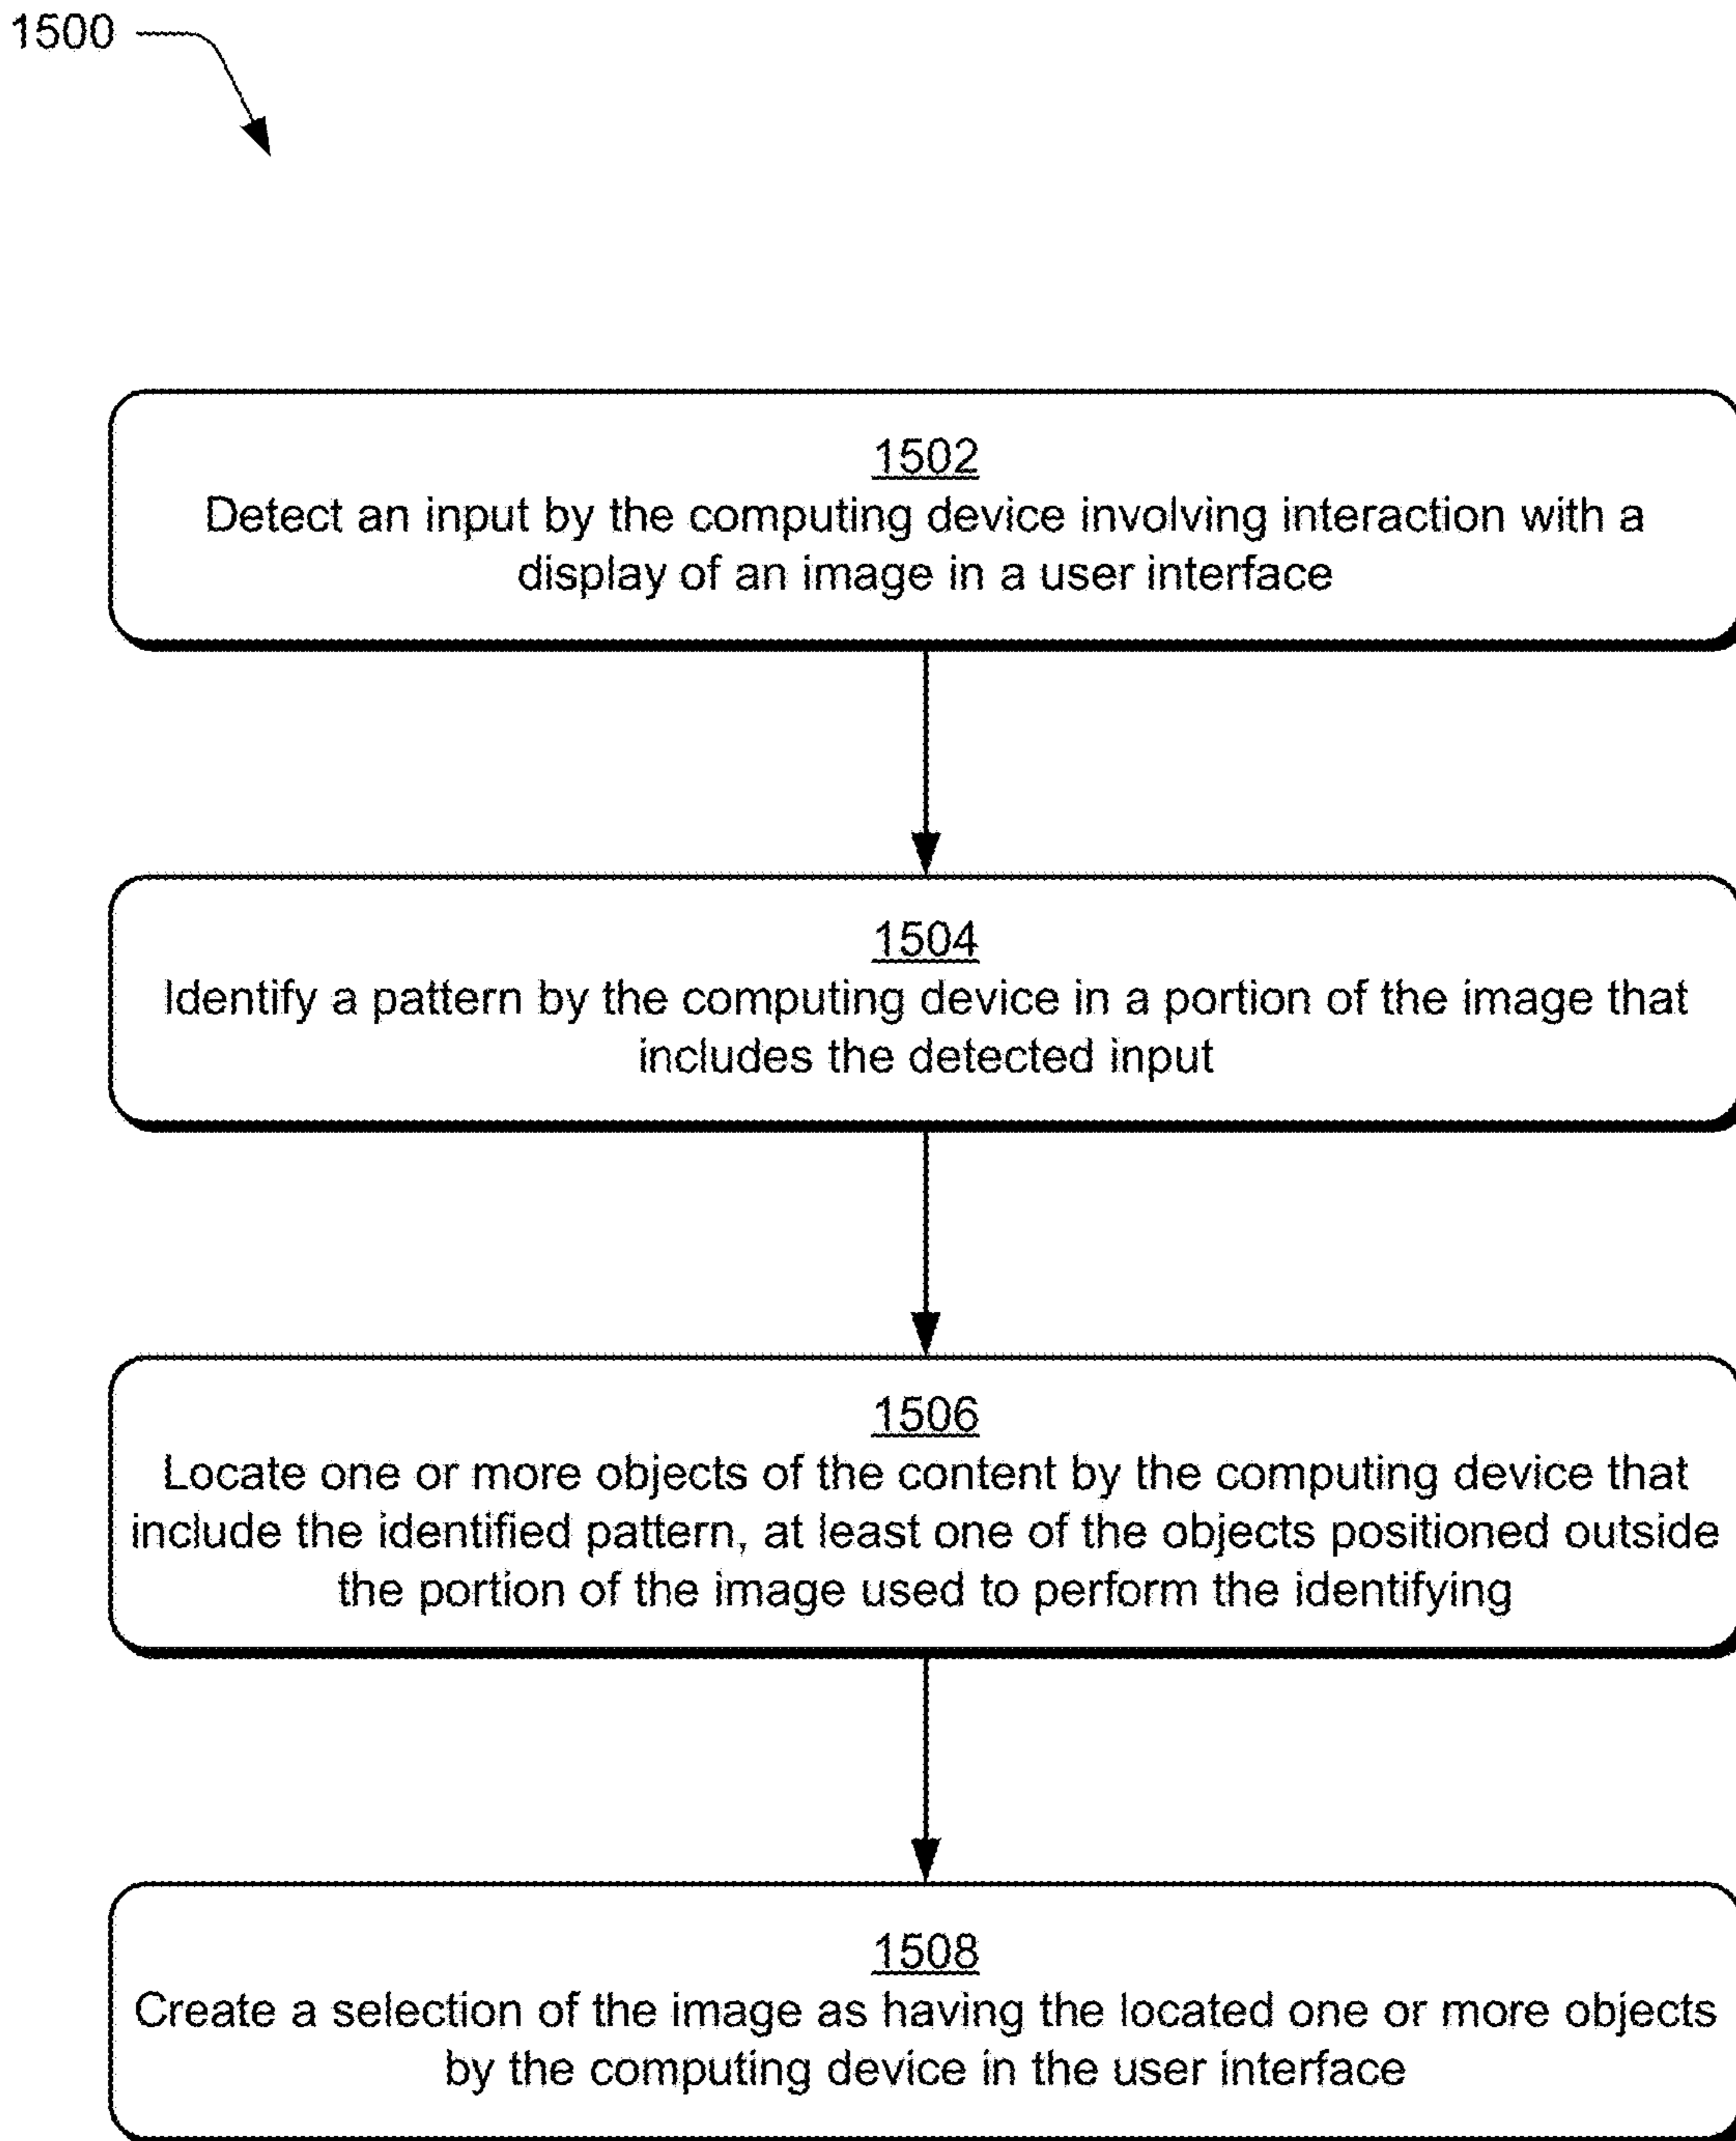 1500
1502
Detect an input by the computing device involving interaction with a
display of an image in a user interface
1504
Identify a pattern by the computing device in a portion of the image that
includes the detected input
1506
Locate one or more objects of the content by the computing device that
include the identified pattern, at least one of the objects positioned outside
the portion of the image used to perform the identifying
1508
Create a selection of the image as having the located one or more objects
by the computing device in the user interface